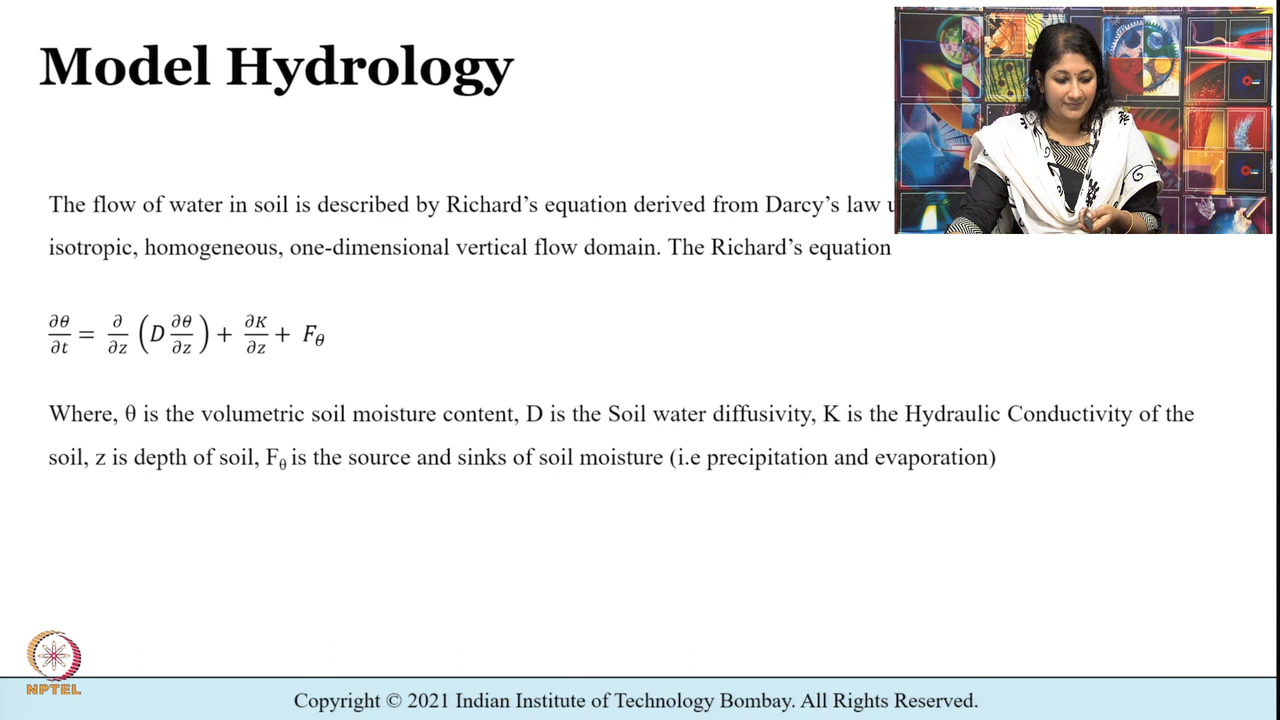 Model Hydrology
The flow of water in soil is described by Richard's equation derived from Darcy's law
isotropic, homogeneous, one-dimensional vertical flow domain. The Richard's equation
∂θ/∂t = ∂/∂z (D ∂θ/∂z) + ∂K/∂z + F_θ
Where, θ is the volumetric soil moisture content, D is the Soil water diffusivity, K is the Hydraulic Conductivity of the
soil, z is depth of soil, F_θ is the source and sinks of soil moisture (i.e precipitation and evaporation)
NPTEL
Copyright © 2021 Indian Institute of Technology Bombay. All Rights Reserved.